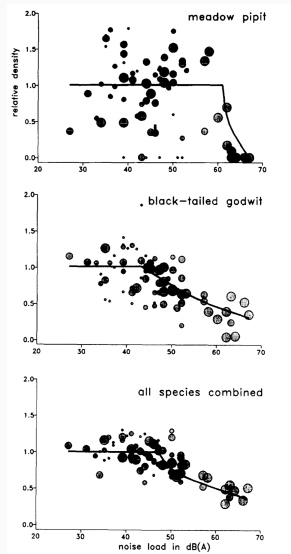 meadow pipit
2.0
1.5
1.0
0.5
0.0
relative density
20 30 40 50 60 70
black-tailed godwit
2.0
1.5
1.0
0.5
0.0
20 30 40 50 60 70
all species combined
2.0
1.5
1.0
0.5
0.0
20 30 40 50 60 70
noise load in dB(A)